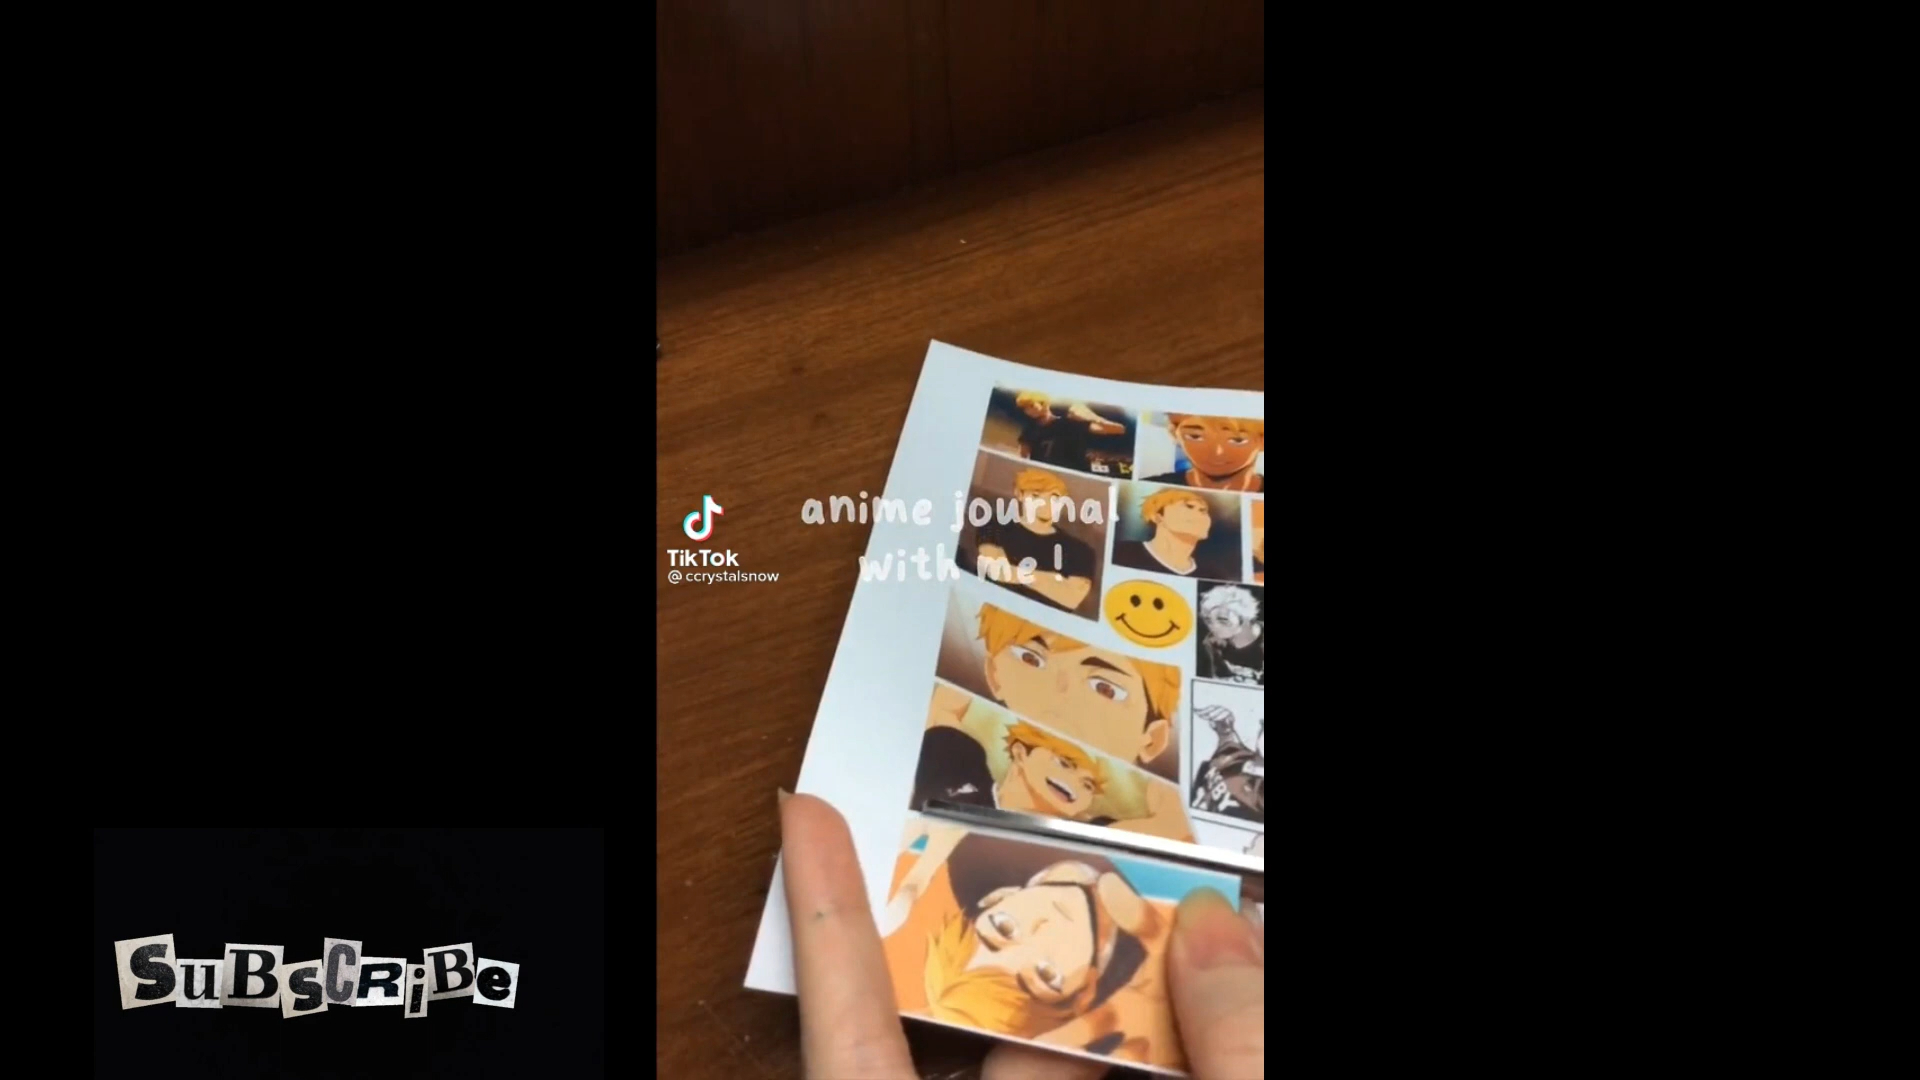 anime journal
with me!
TikTok
@ccrystalsnow
SuBsCRiBe